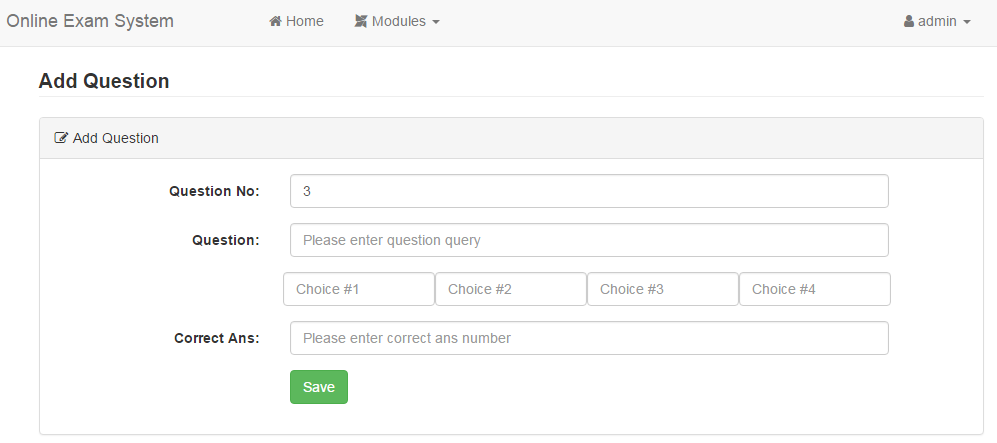 Online Exam System Home Modules admin
Add Question
Add Question
Question No: 3
Question: Please enter question query
Choice #1 Choice #2 Choice #3 Choice #4
Correct Ans: Please enter correct ans number
Save